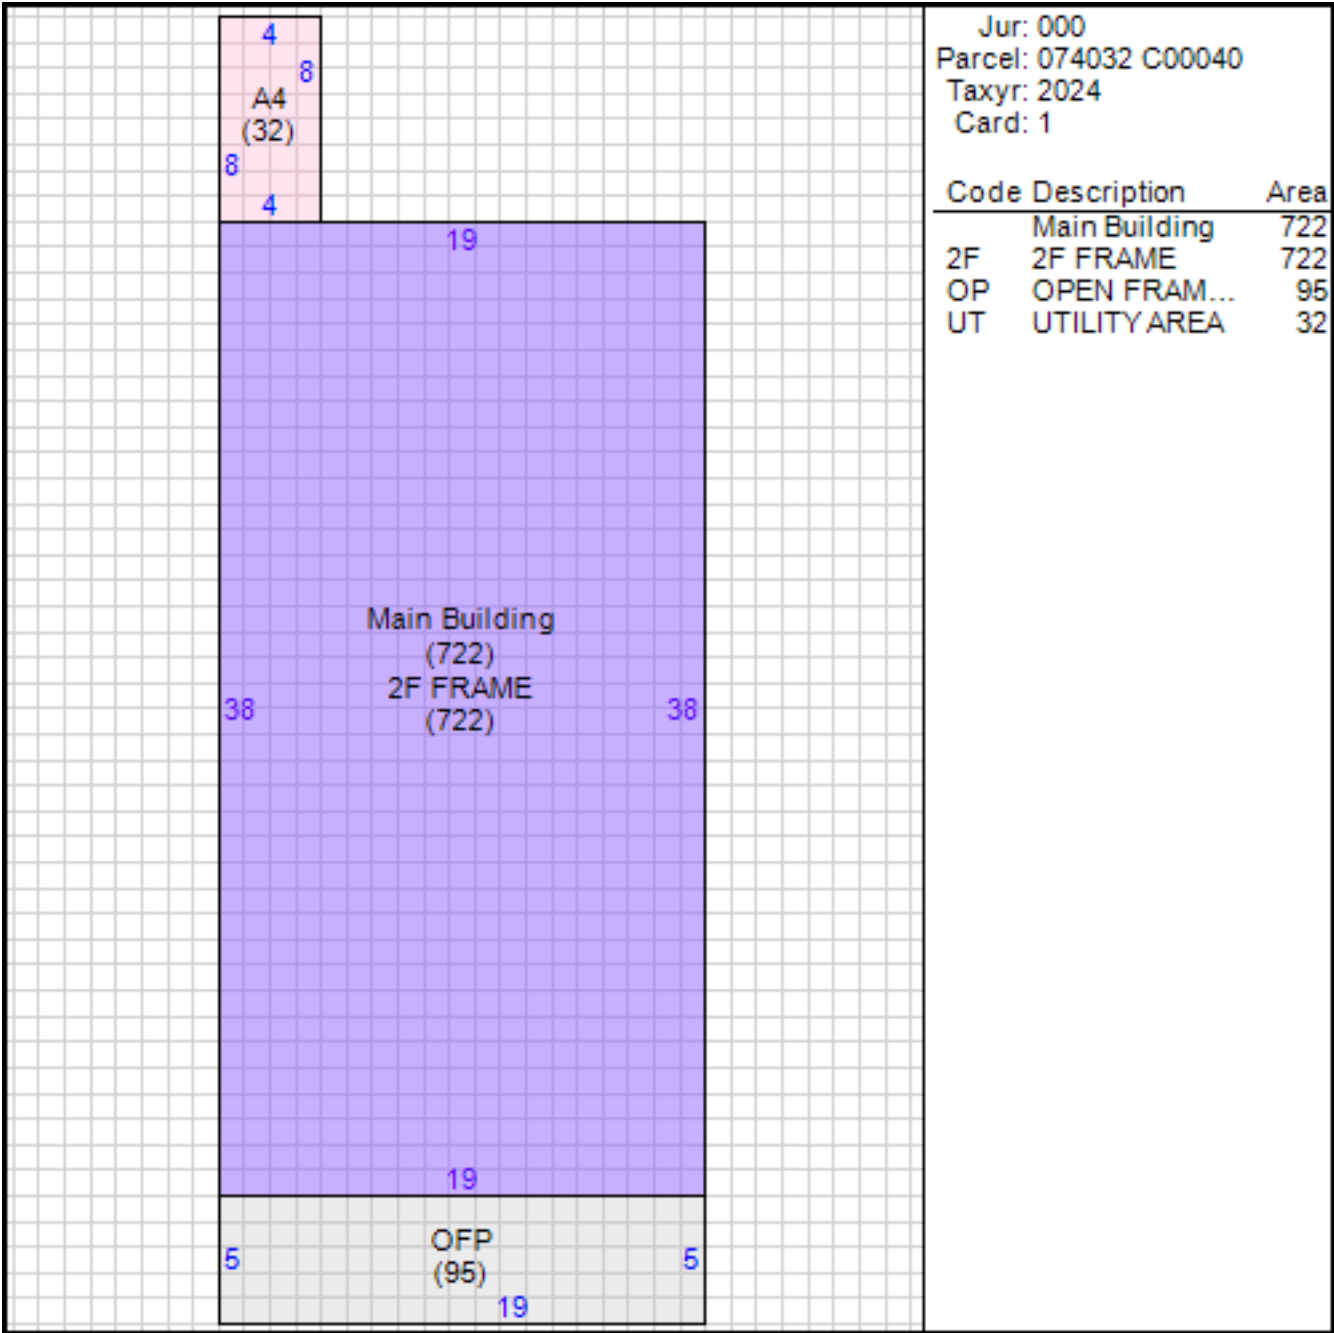 4
8
A4
(32)
8
4
19
Main Building
(722)
2F FRAME
(722)
38 38
19
OFP
5 5
(95)
19
Jur: 000
Parcel: 074032 C00040
Taxyr: 2024
Card: 1
Code Description Area
Main Building 722
2F 2F FRAME 722
OP OPEN FRAM... 95
UT UTILITY AREA 32